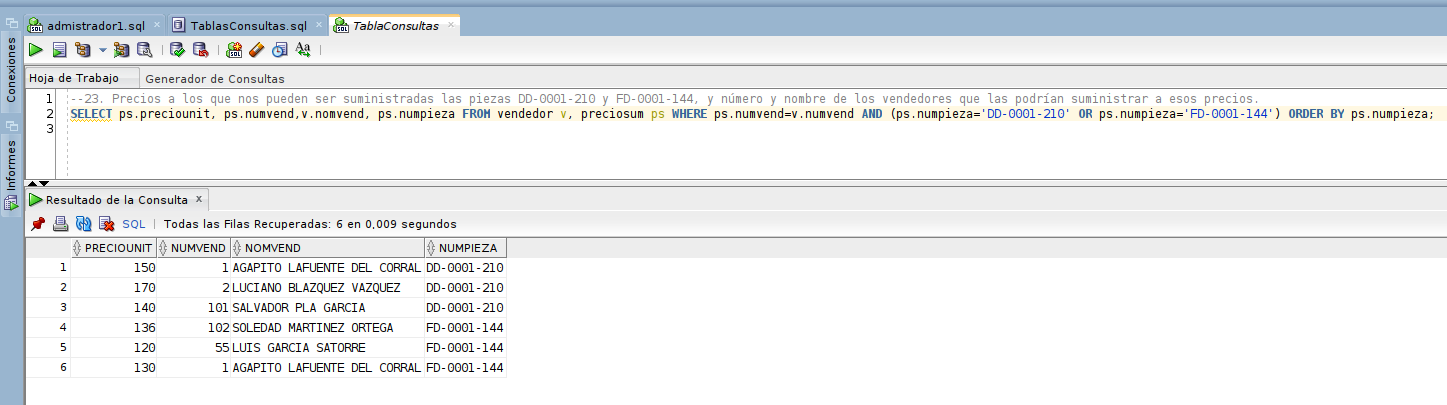 admistrador1.sql TablasConsultas.sql TablaConsultas
Conexiones
Informes
Hoja de Trabajo Generador de Consultas
1 --23. Precios a los que nos pueden ser suministradas las piezas DD-0001-210 y FD-0001-144, y número y nombre de los vendedores que las podrían suministrar a esos precios.
2 SELECT ps.preciounit, ps.numvend,v.nomvend, ps.numpieza FROM vendedor v, preciosum ps WHERE ps.numvend=v.numvend AND (ps.numpieza='DD-0001-210' OR ps.numpieza='FD-0001-144') ORDER BY ps.numpieza;
3
Resultado de la Consulta x
SQL | Todas las Filas Recuperadas: 6 en 0,009 segundos
PRECIOUNIT NUMVEND NOMVEND NUMPIEZA
1 150 1 AGAPITO LAFUENTE DEL CORRAL DD-0001-210
2 170 2 LUCIANO BLAZQUEZ VAZQUEZ DD-0001-210
3 140 101 SALVADOR PLA GARCIA DD-0001-210
4 136 102 SOLEDAD MARTINEZ ORTEGA FD-0001-144
5 120 55 LUIS GARCIA SATORRE FD-0001-144
6 130 1 AGAPITO LAFUENTE DEL CORRAL FD-0001-144